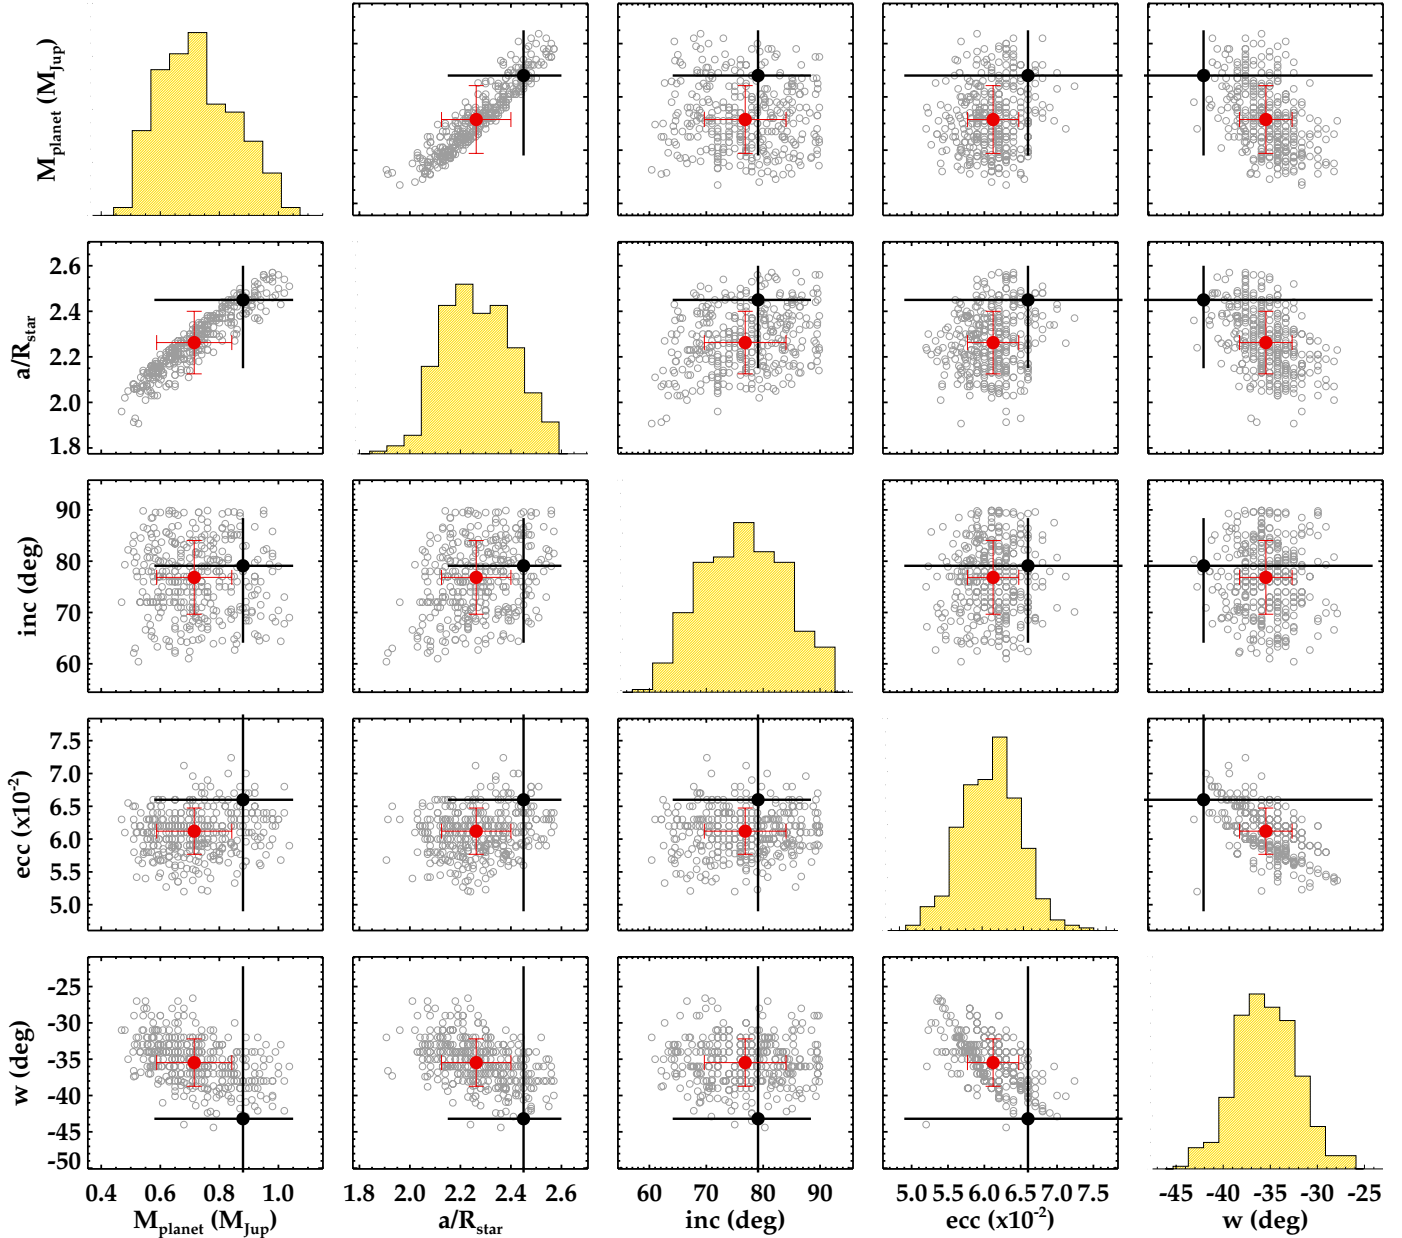 M_planet (M_Jup)
a/R_star
2.6
2.4
2.2
2.0
1.8
inc (deg)
90
80
70
60
ecc (x10^-2)
7.5
7.0
6.5
6.0
5.5
5.0
w (deg)
-25
-30
-35
-40
-45
-50
0.4 0.6 0.8 1.0
1.8 2.0 2.2 2.4 2.6
60 70 80 90
5.0 5.5 6.0 6.5 7.0 7.5
-45 -40 -35 -30 -25
M_planet (M_Jup)
a/R_star
inc (deg)
ecc (x10^-2)
w (deg)